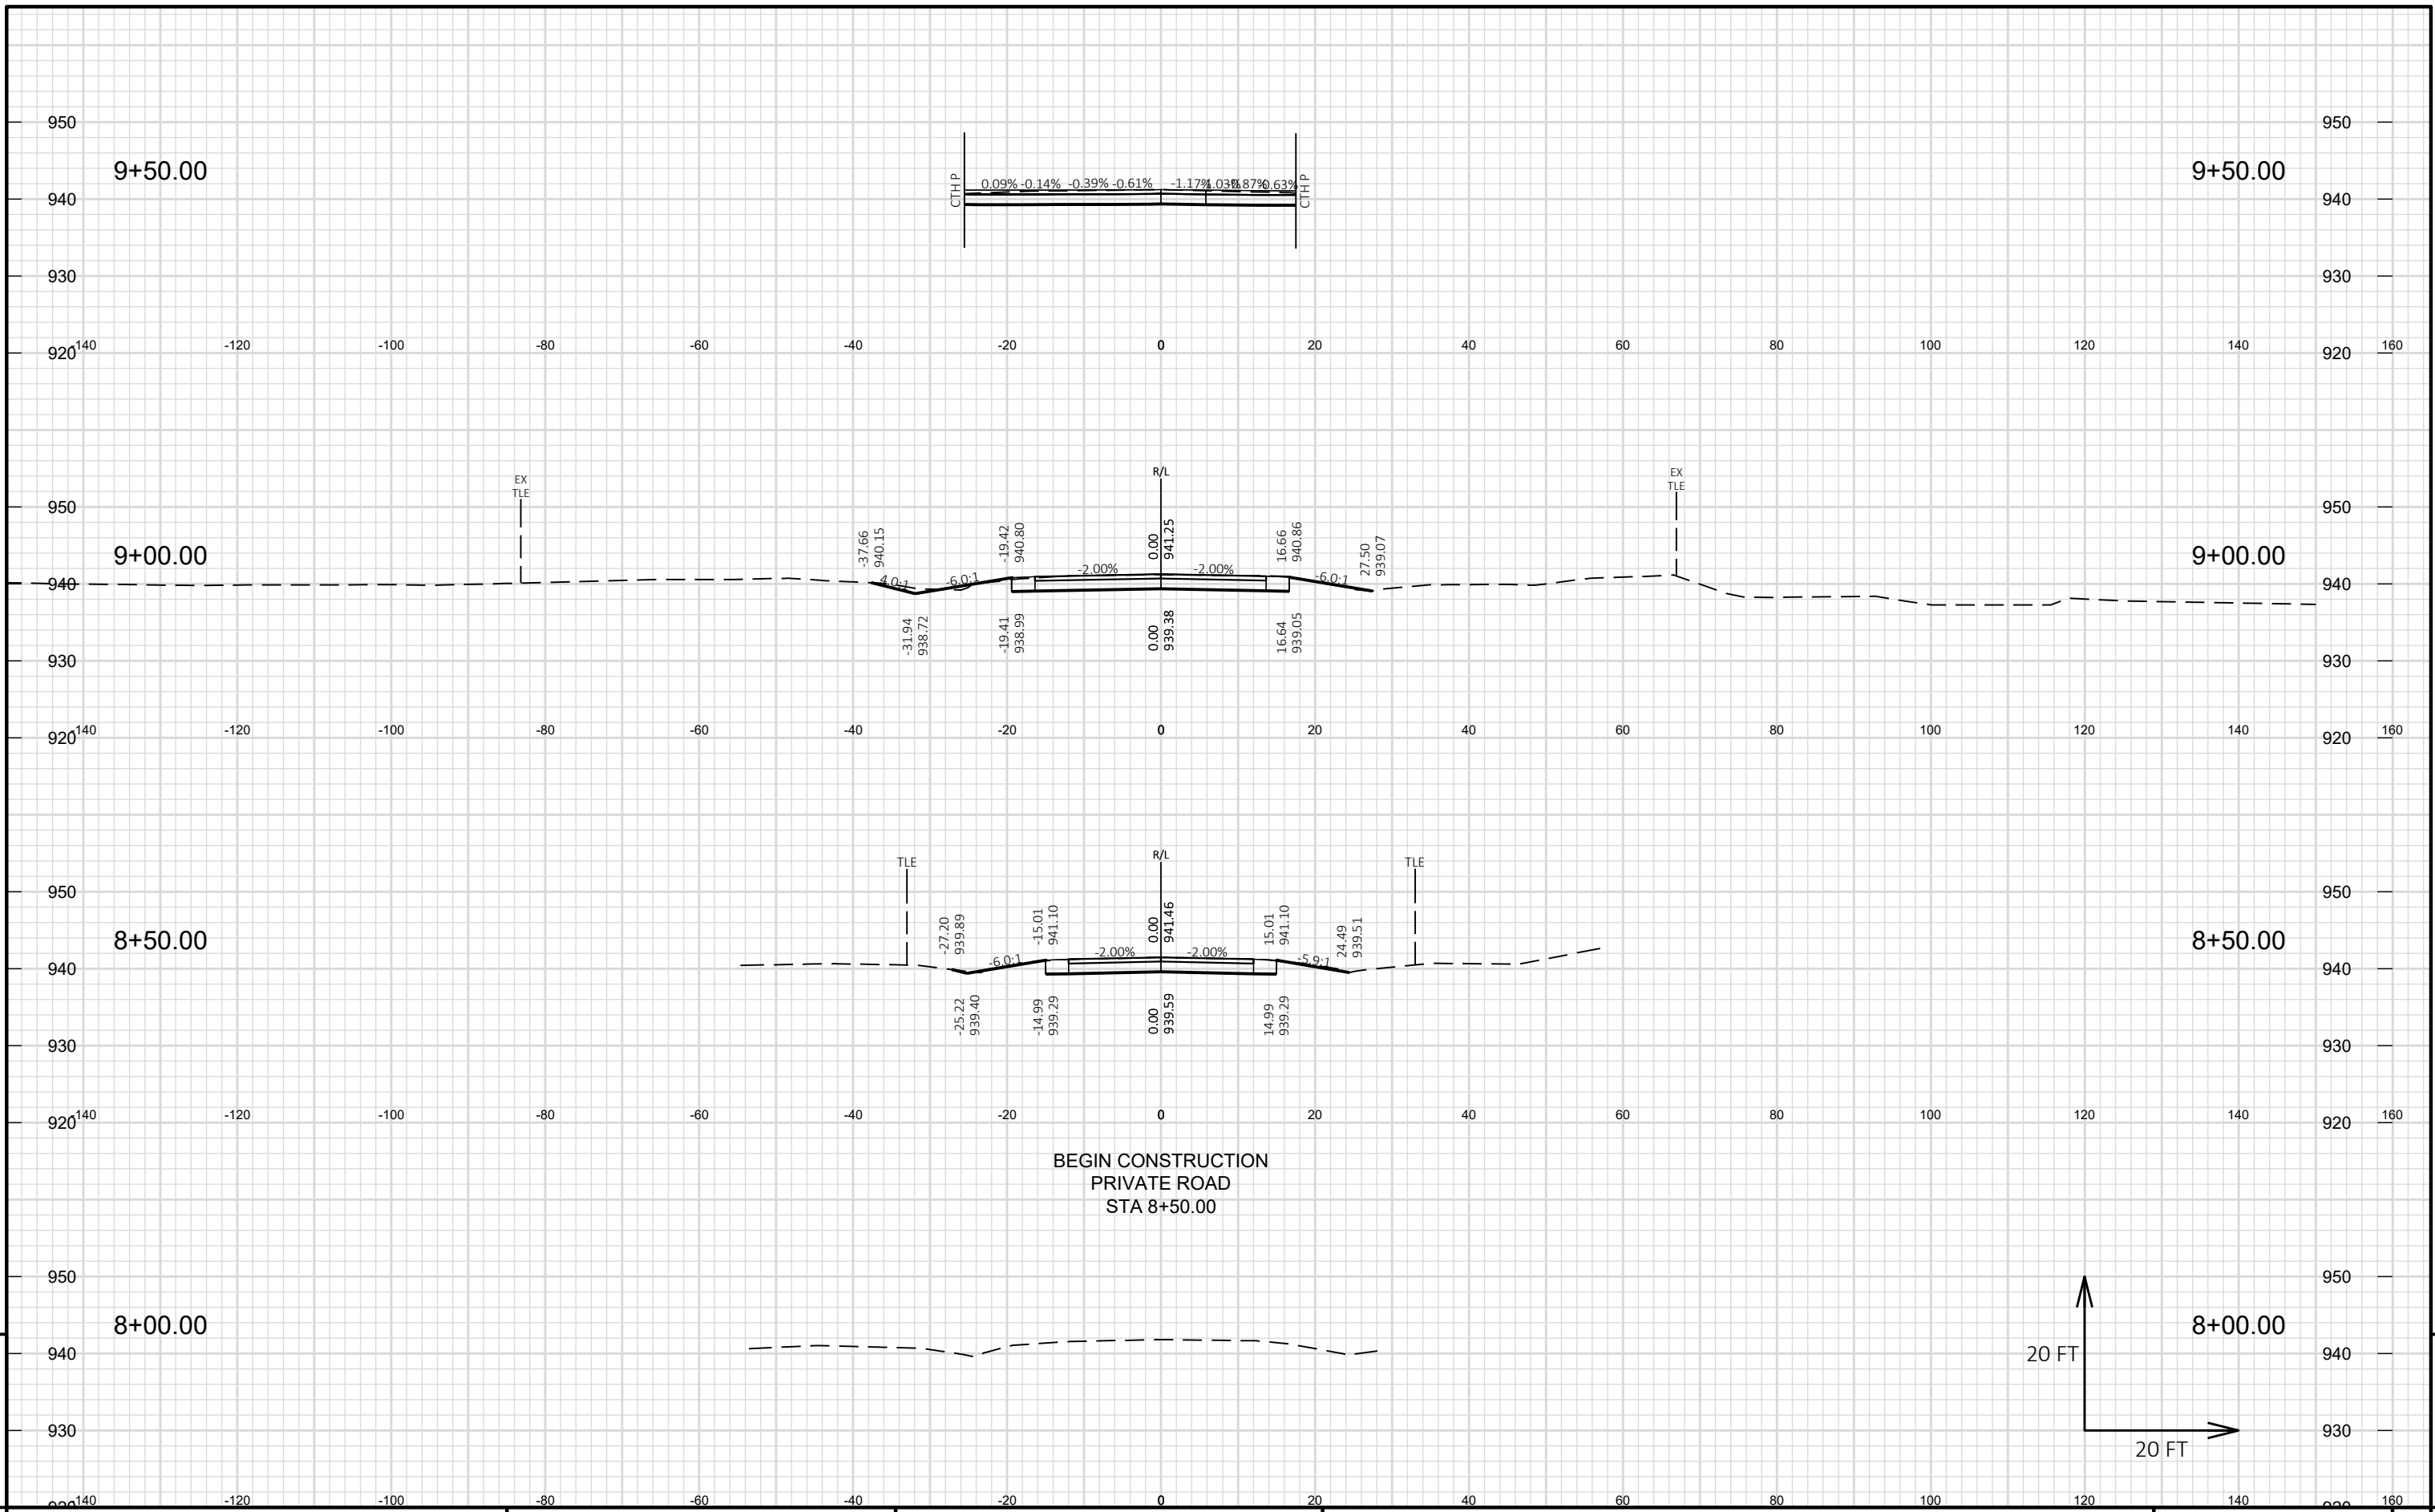 950 950
9+50.00 9+50.00
CTH P 0.09% -0.14% -0.39% -0.61% -1.17% -1.03% -0.87% -0.63% CTH P
940 940
930 930
-140 -120 -100 -80 -60 -40 -20 0 20 40 60 80 100 120 140 160
920 920
R/L
EX EX
TLE TLE
950 950
-37.66 -19.42 0.00 16.66 27.50
940.15 940.80 941.25 940.86 939.07
9+00.00 9+00.00
4.0:1 -6.0:1 -2.00% -2.00% -6.0:1
940 940
-31.94 -19.41 0.00 16.64
938.72 938.99 939.38 939.05
930 930
-140 -120 -100 -80 -60 -40 -20 0 20 40 60 80 100 120 140 160
920 920
R/L
TLE TLE
950 950
-27.20 -15.01 0.00 15.01 24.49
939.89 941.10 941.46 941.10 939.51
8+50.00 8+50.00
-6.0:1 -2.00% -2.00% -5.9:1
940 940
-25.22 -14.99 0.00 14.99
939.40 939.29 939.59 939.29
930 930
-140 -120 -100 -80 -60 -40 -20 0 20 40 60 80 100 120 140 160
920 920
BEGIN CONSTRUCTION
PRIVATE ROAD
STA 8+50.00
950 950
8+00.00 8+00.00
940 20 FT 940
930 930
20 FT
-140 -120 -100 -80 -60 -40 -20 0 20 40 60 80 100 120 140 160
920 920